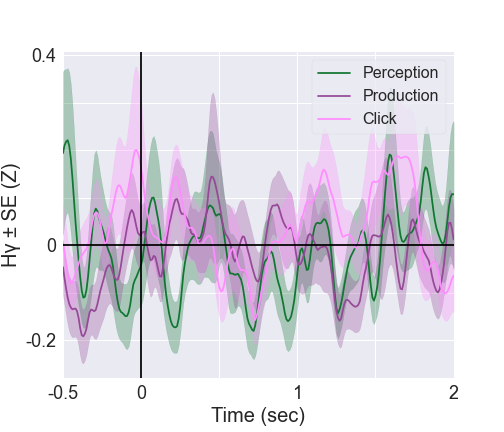 0.4
0
-0.2
Hγ ± SE (Z)
Perception
Production
Click
-0.5 0 1 2
Time (sec)